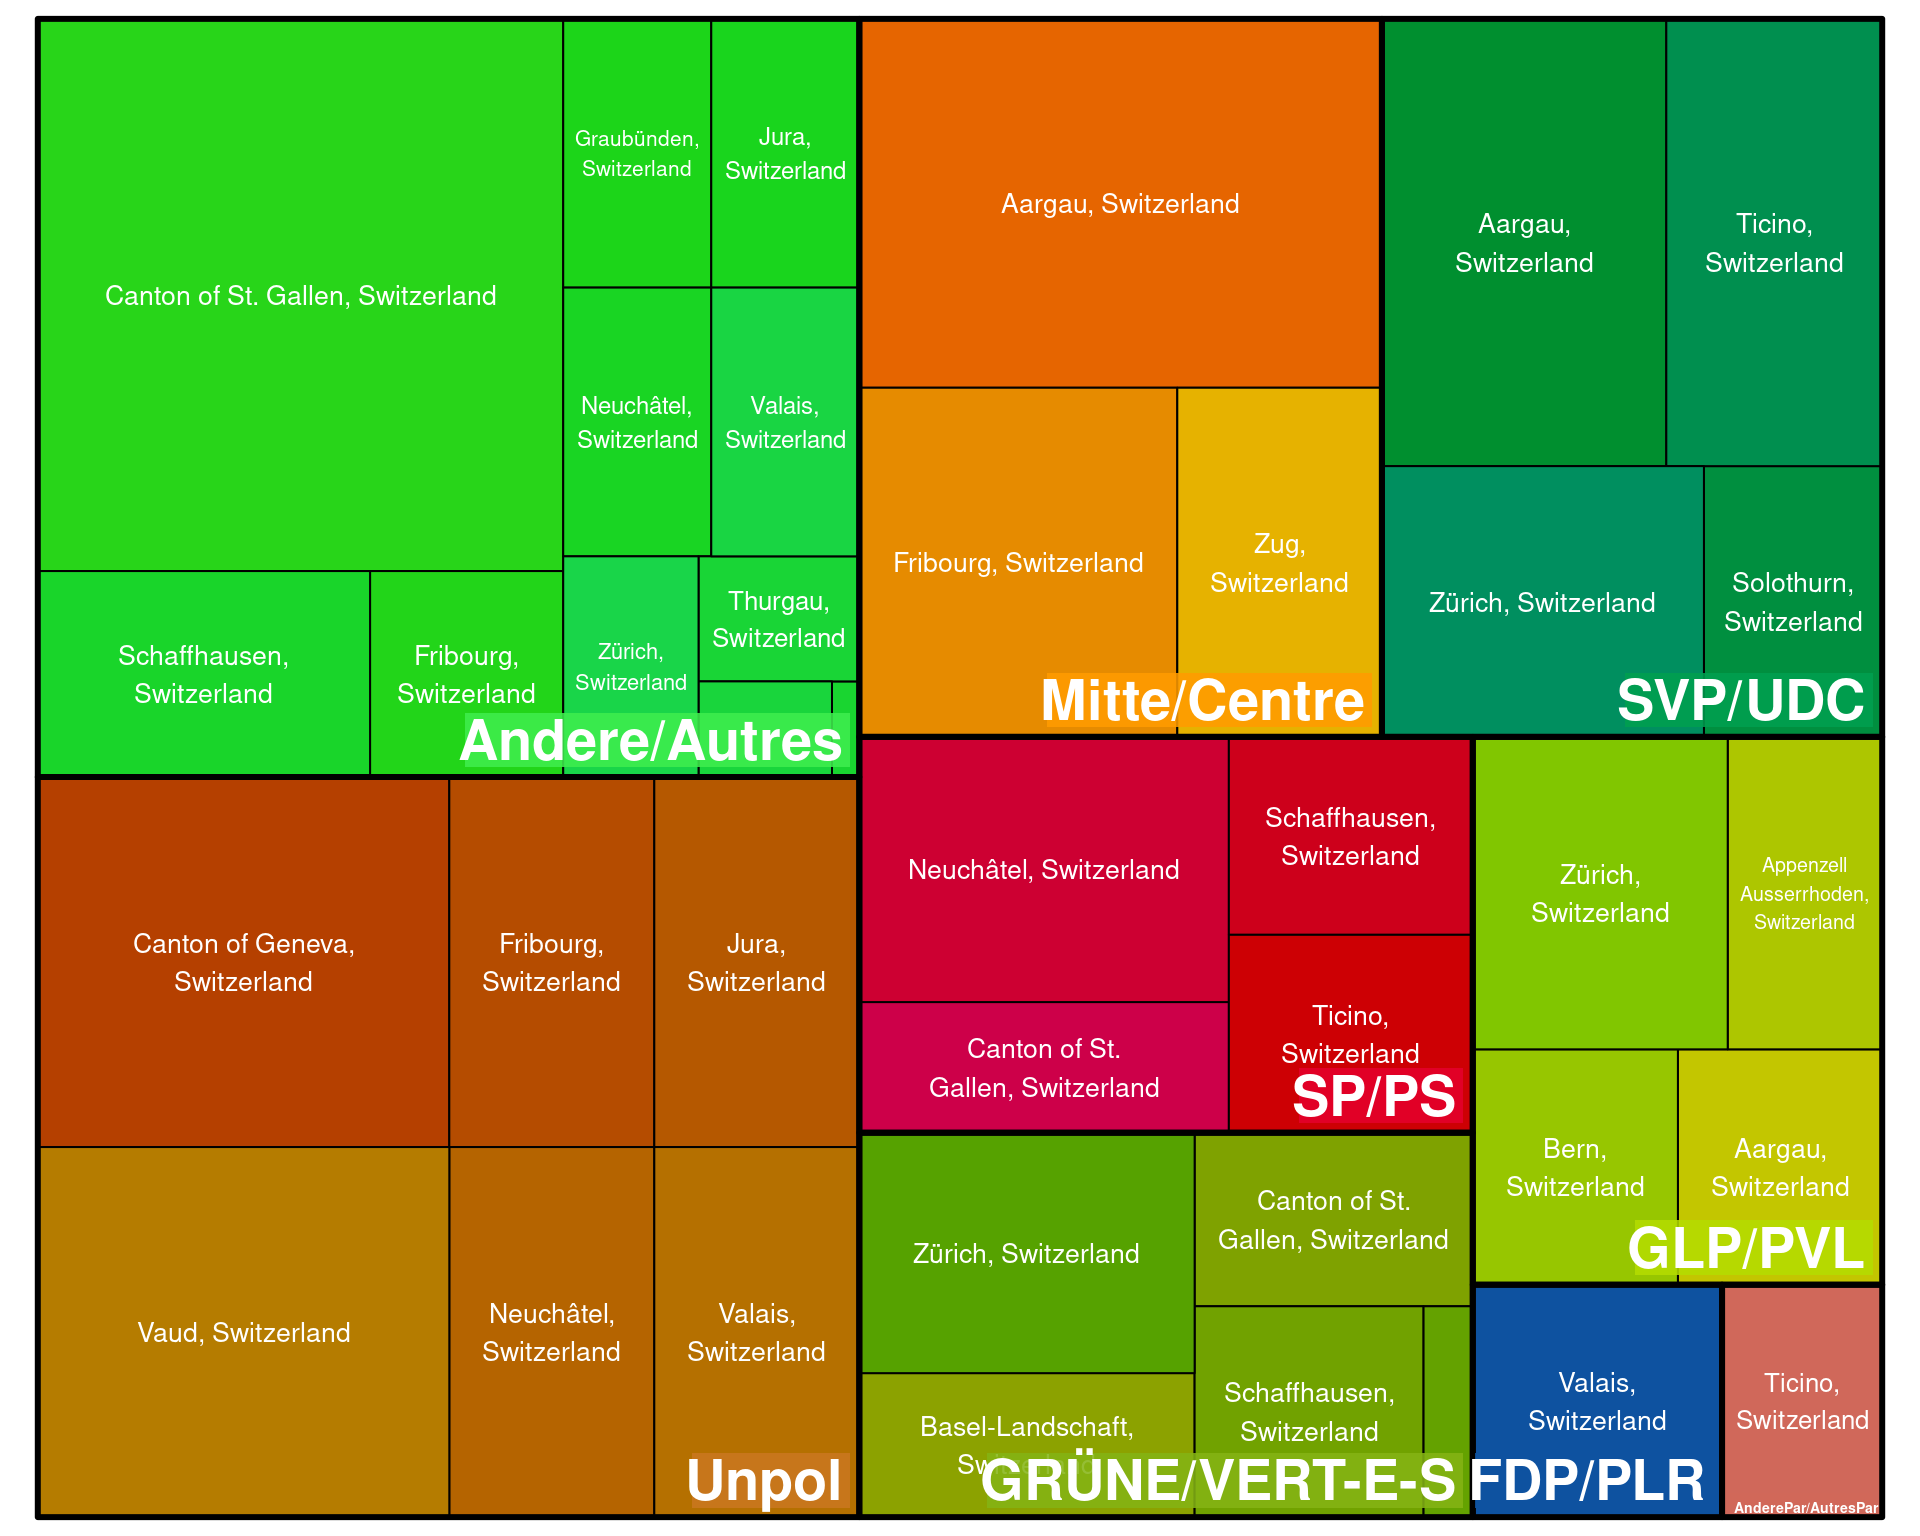 Canton of St. Gallen, Switzerland
Graubünden,
Switzerland
Jura,
Switzerland
Neuchâtel,
Switzerland
Valais,
Switzerland
Schaffhausen,
Switzerland
Fribourg,
Switzerland
Zürich,
Switzerland
Thurgau,
Switzerland
Andere/Autres
Canton of Geneva,
Switzerland
Fribourg,
Switzerland
Jura,
Switzerland
Vaud, Switzerland
Neuchâtel,
Switzerland
Valais,
Switzerland
Unpol
Aargau, Switzerland
Fribourg, Switzerland
Zug,
Switzerland
Mitte/Centre
Aargau,
Switzerland
Ticino,
Switzerland
Zürich, Switzerland
Solothurn,
Switzerland
SVP/UDC
Neuchâtel, Switzerland
Schaffhausen,
Switzerland
Canton of St.
Gallen, Switzerland
Ticino,
Switzerland
SP/PS
Zürich, Switzerland
Canton of St.
Gallen, Switzerland
Basel-Landschaft,
Switzerland
Schaffhausen,
Switzerland
GRÜNE/VERT-E-S
Zürich,
Switzerland
Appenzell
Ausserrhoden,
Switzerland
Bern,
Switzerland
Aargau,
Switzerland
GLP/PVL
Valais,
Switzerland
FDP/PLR
Ticino,
Switzerland
AnderePar/AutresPar